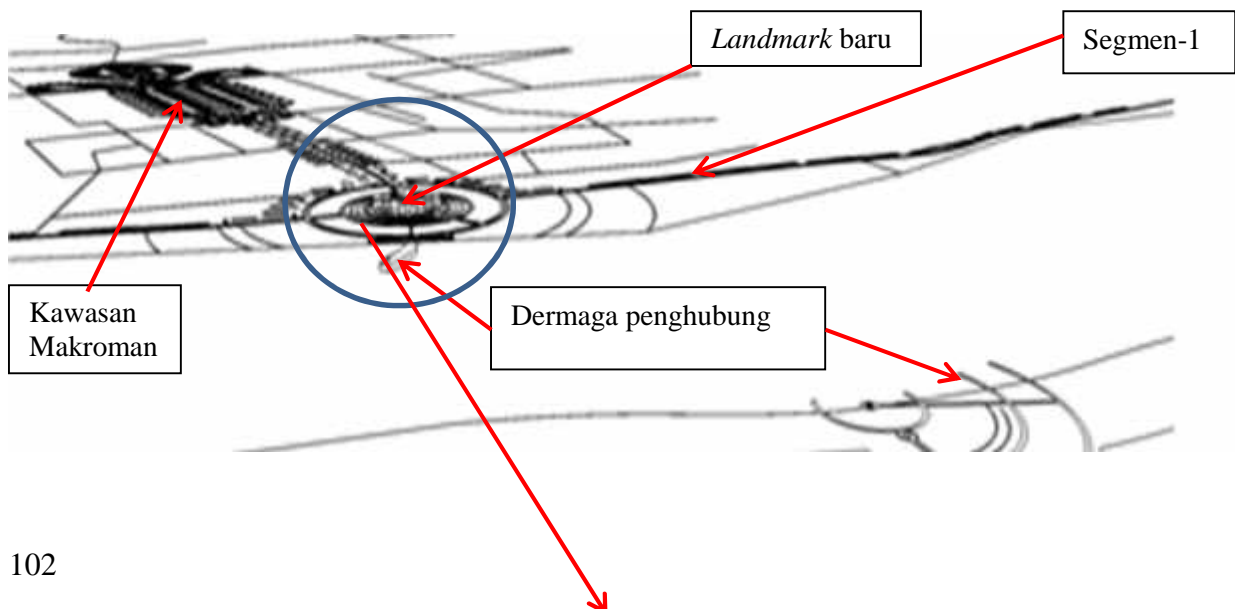 Landmark baru
Segmen-1
Kawasan
Makroman
Dermaga penghubung
102